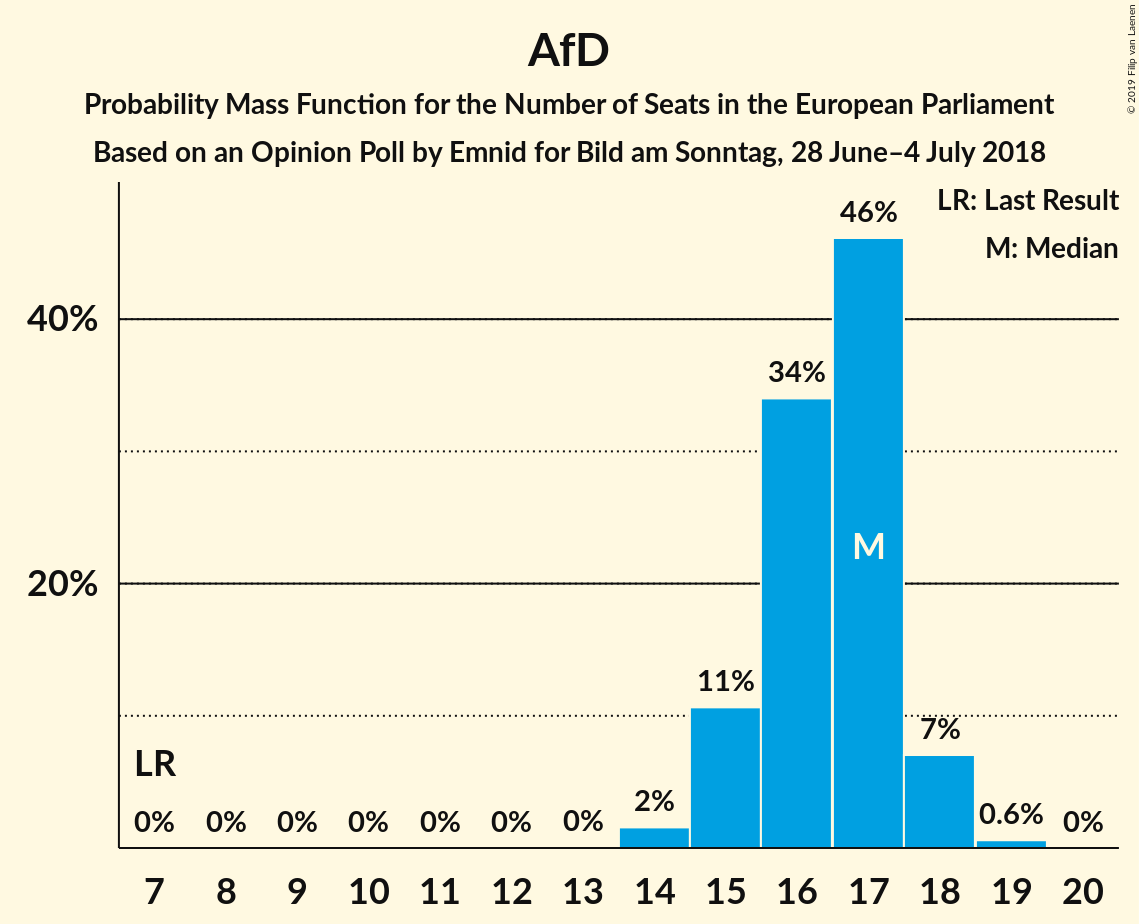 AfD
Probability Mass Function for the Number of Seats in the European Parliament
Based on an Opinion Poll by Emnid for Bild am Sonntag, 28 June–4 July 2018
© 2019 Filip van Laenen
LR: Last Result
M: Median
46%
40%
34%
M
20%
11%
7%
LR
2%
0.6%
0% 0% 0% 0% 0% 0% 0% 0%
7 8 9 10 11 12 13 14 15 16 17 18 19 20